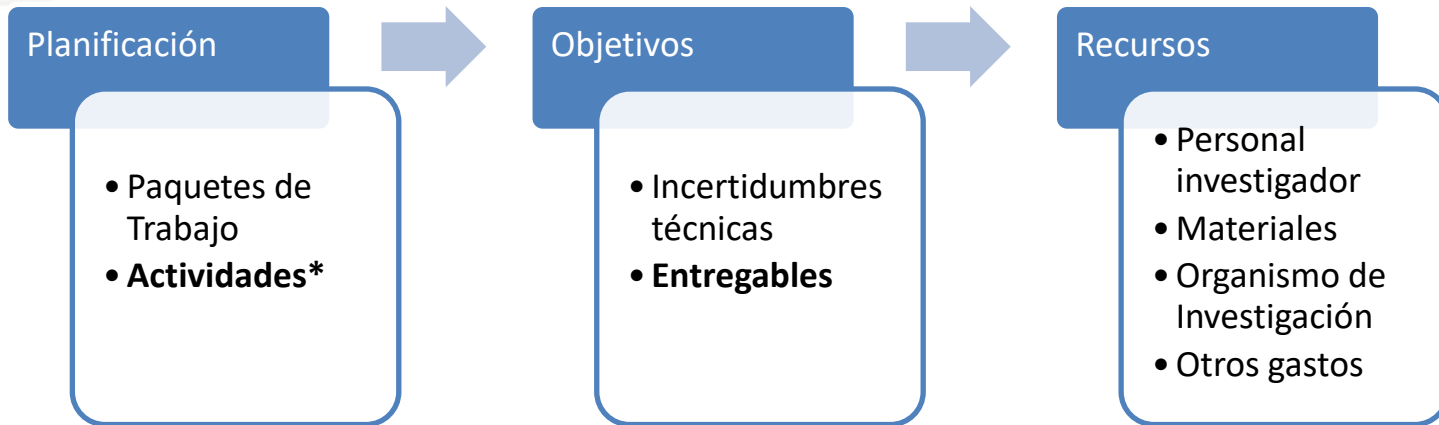 Planificación
• Paquetes de
Trabajo
• Actividades*
Objetivos
• Incertidumbres
técnicas
• Entregables
Recursos
• Personal
investigador
• Materiales
• Organismo de
Investigación
• Otros gastos